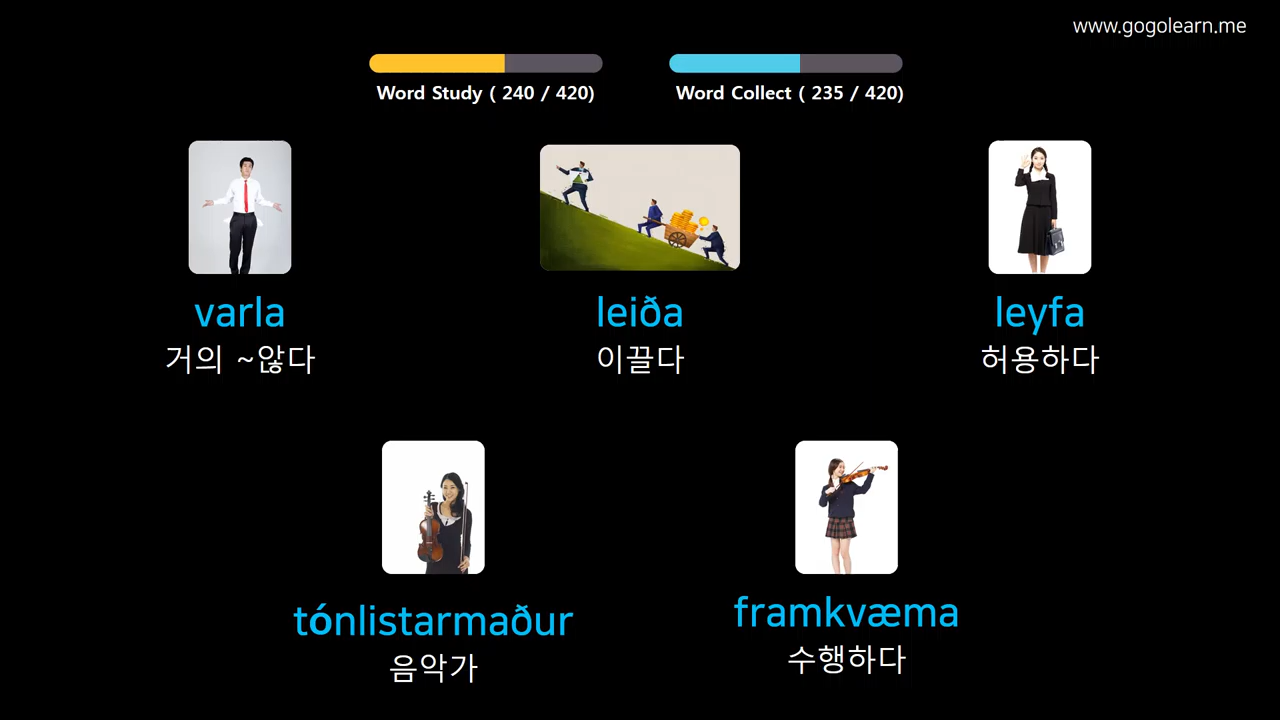 www.gogolearn.me
Word Study ( 240 / 420)
Word Collect ( 235 / 420)
varla
거의 ~않다
leiða
이끌다
leyfa
허용하다
tónlistarmaður
음악가
framkvæma
수행하다